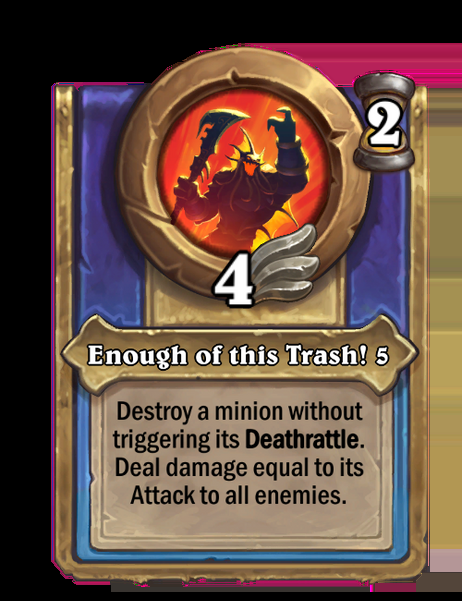 2
4
Enough of this Trash! 5
Destroy a minion without
triggering its Deathrattle.
Deal damage equal to its
Attack to all enemies.